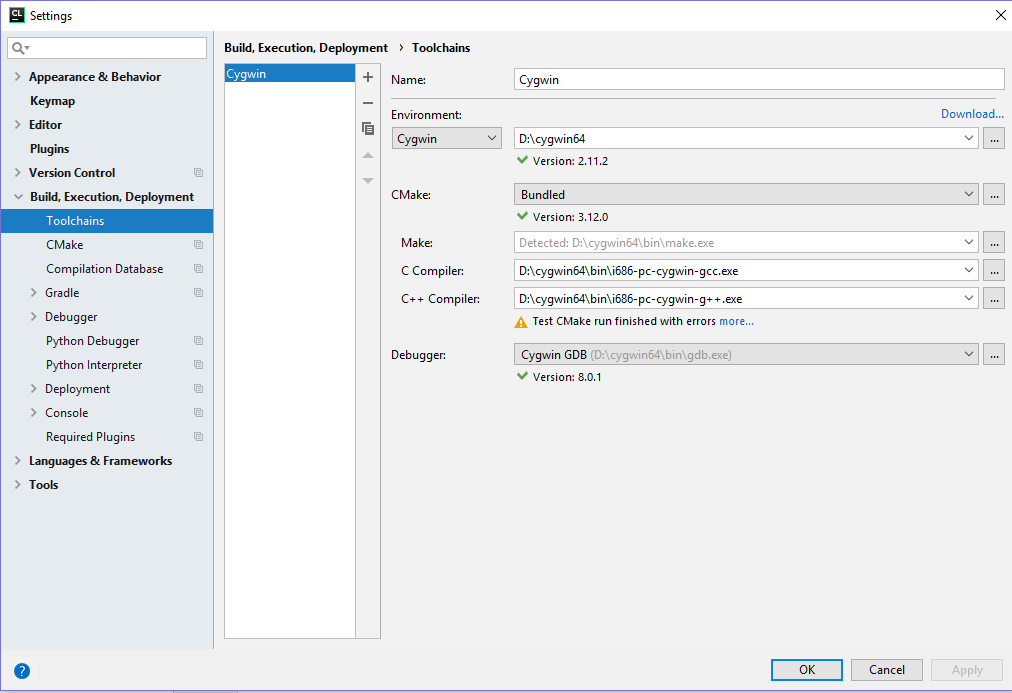 CL Settings
Build, Execution, Deployment › Toolchains
Appearance & Behavior
Keymap
Editor
Plugins
Version Control
Build, Execution, Deployment
Toolchains
CMake
Compilation Database
Gradle
Debugger
Python Debugger
Python Interpreter
Deployment
Console
Required Plugins
Languages & Frameworks
Tools
Cygwin
Name: Cygwin
Environment: Download...
Cygwin D:\cygwin64 ...
Version: 2.11.2
CMake: Bundled ...
Version: 3.12.0
Make: Detected: D:\cygwin64\bin\make.exe ...
C Compiler: D:\cygwin64\bin\i686-pc-cygwin-gcc.exe ...
C++ Compiler: D:\cygwin64\bin\i686-pc-cygwin-g++.exe ...
Test CMake run finished with errors more...
Debugger: Cygwin GDB (D:\cygwin64\bin\gdb.exe) ...
Version: 8.0.1
? OK Cancel Apply